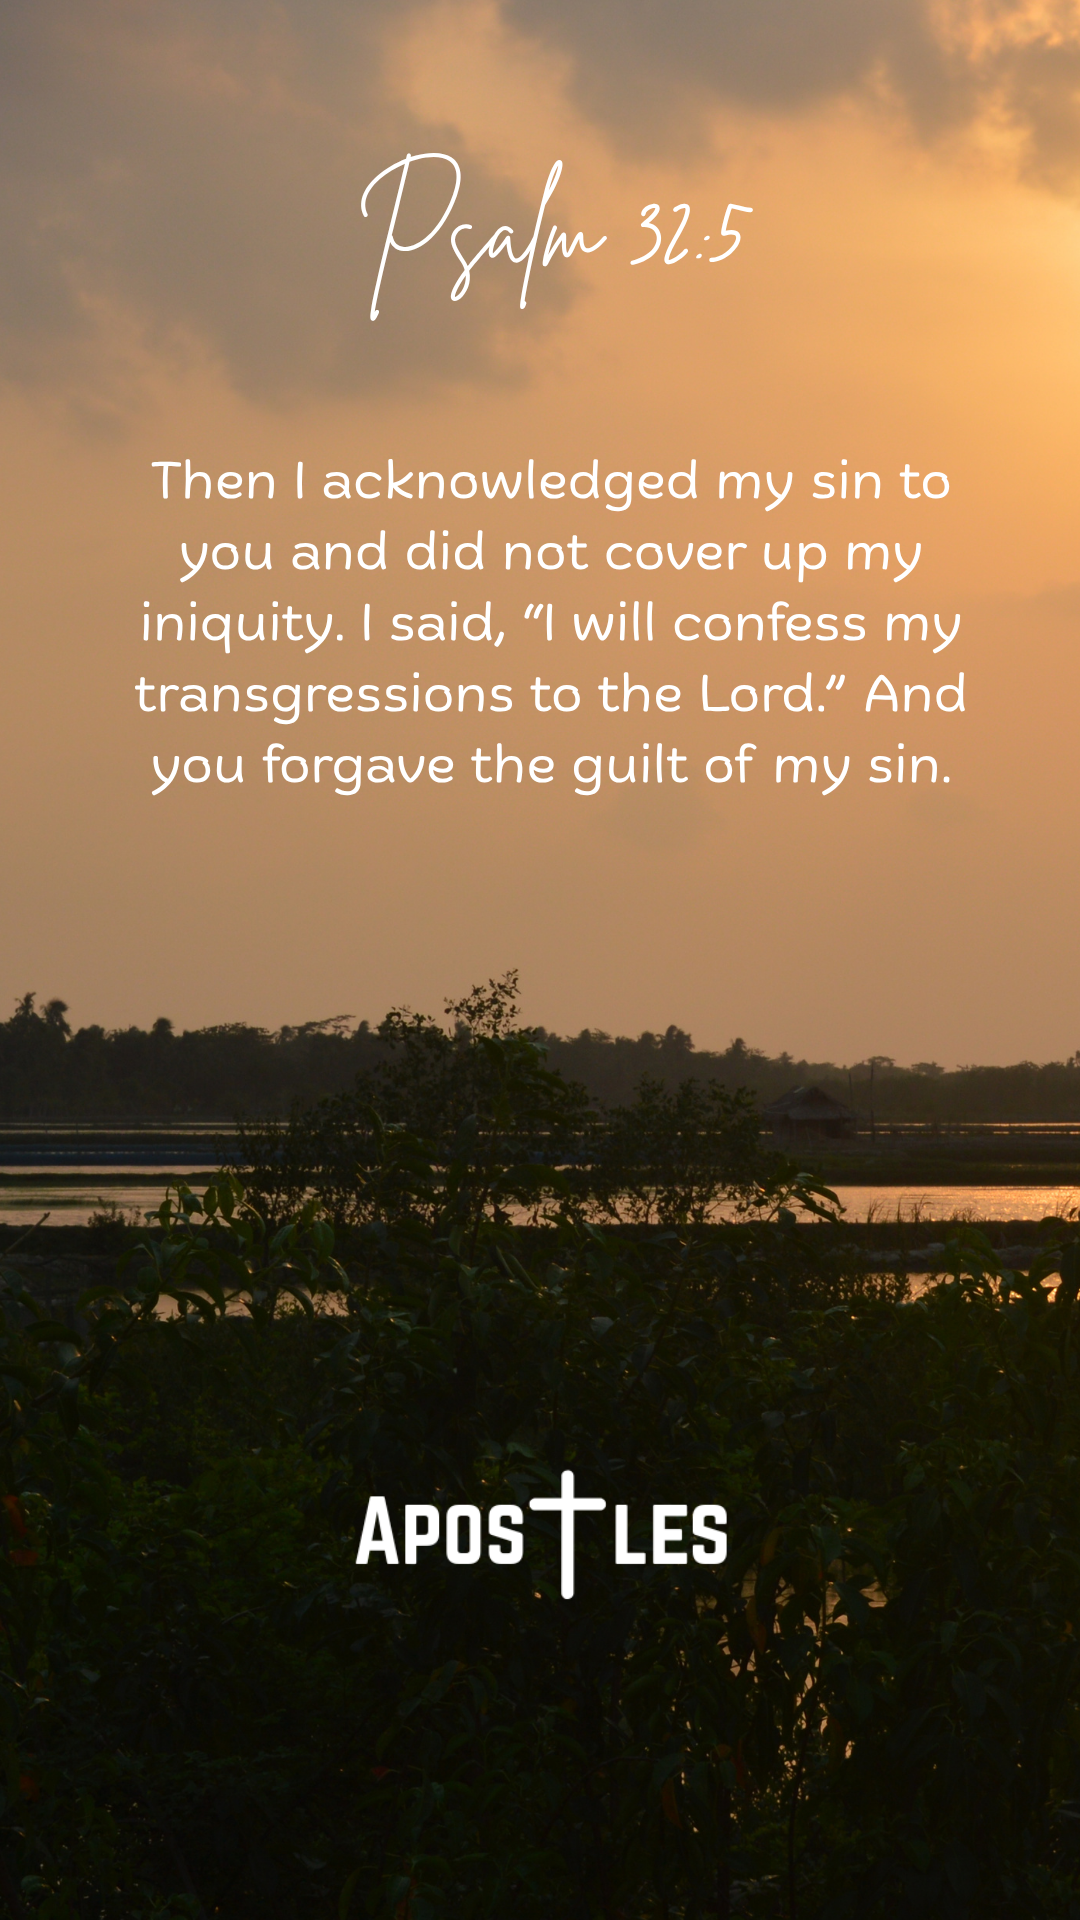 Psalm 32:5
Then I acknowledged my sin to
you and did not cover up my
iniquity. I said, “I will confess my
transgressions to the Lord.” And
you forgave the guilt of my sin.
APOSTLES